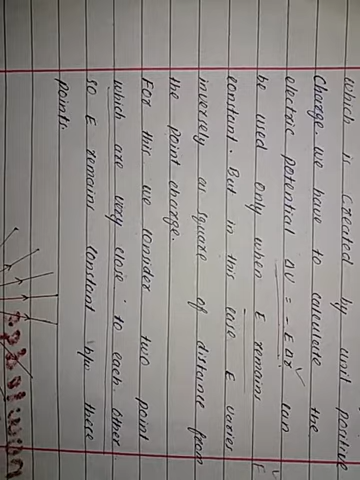 which is created by unit positive
charge we have to calculate the
electric potential ΔV = - E Δr can
be used only when E remains
constant. But in this case E varies
inversely as square of distance from
the point charge.
For this we consider two point
which are very close to each other
so E remains constant b/w these
points.